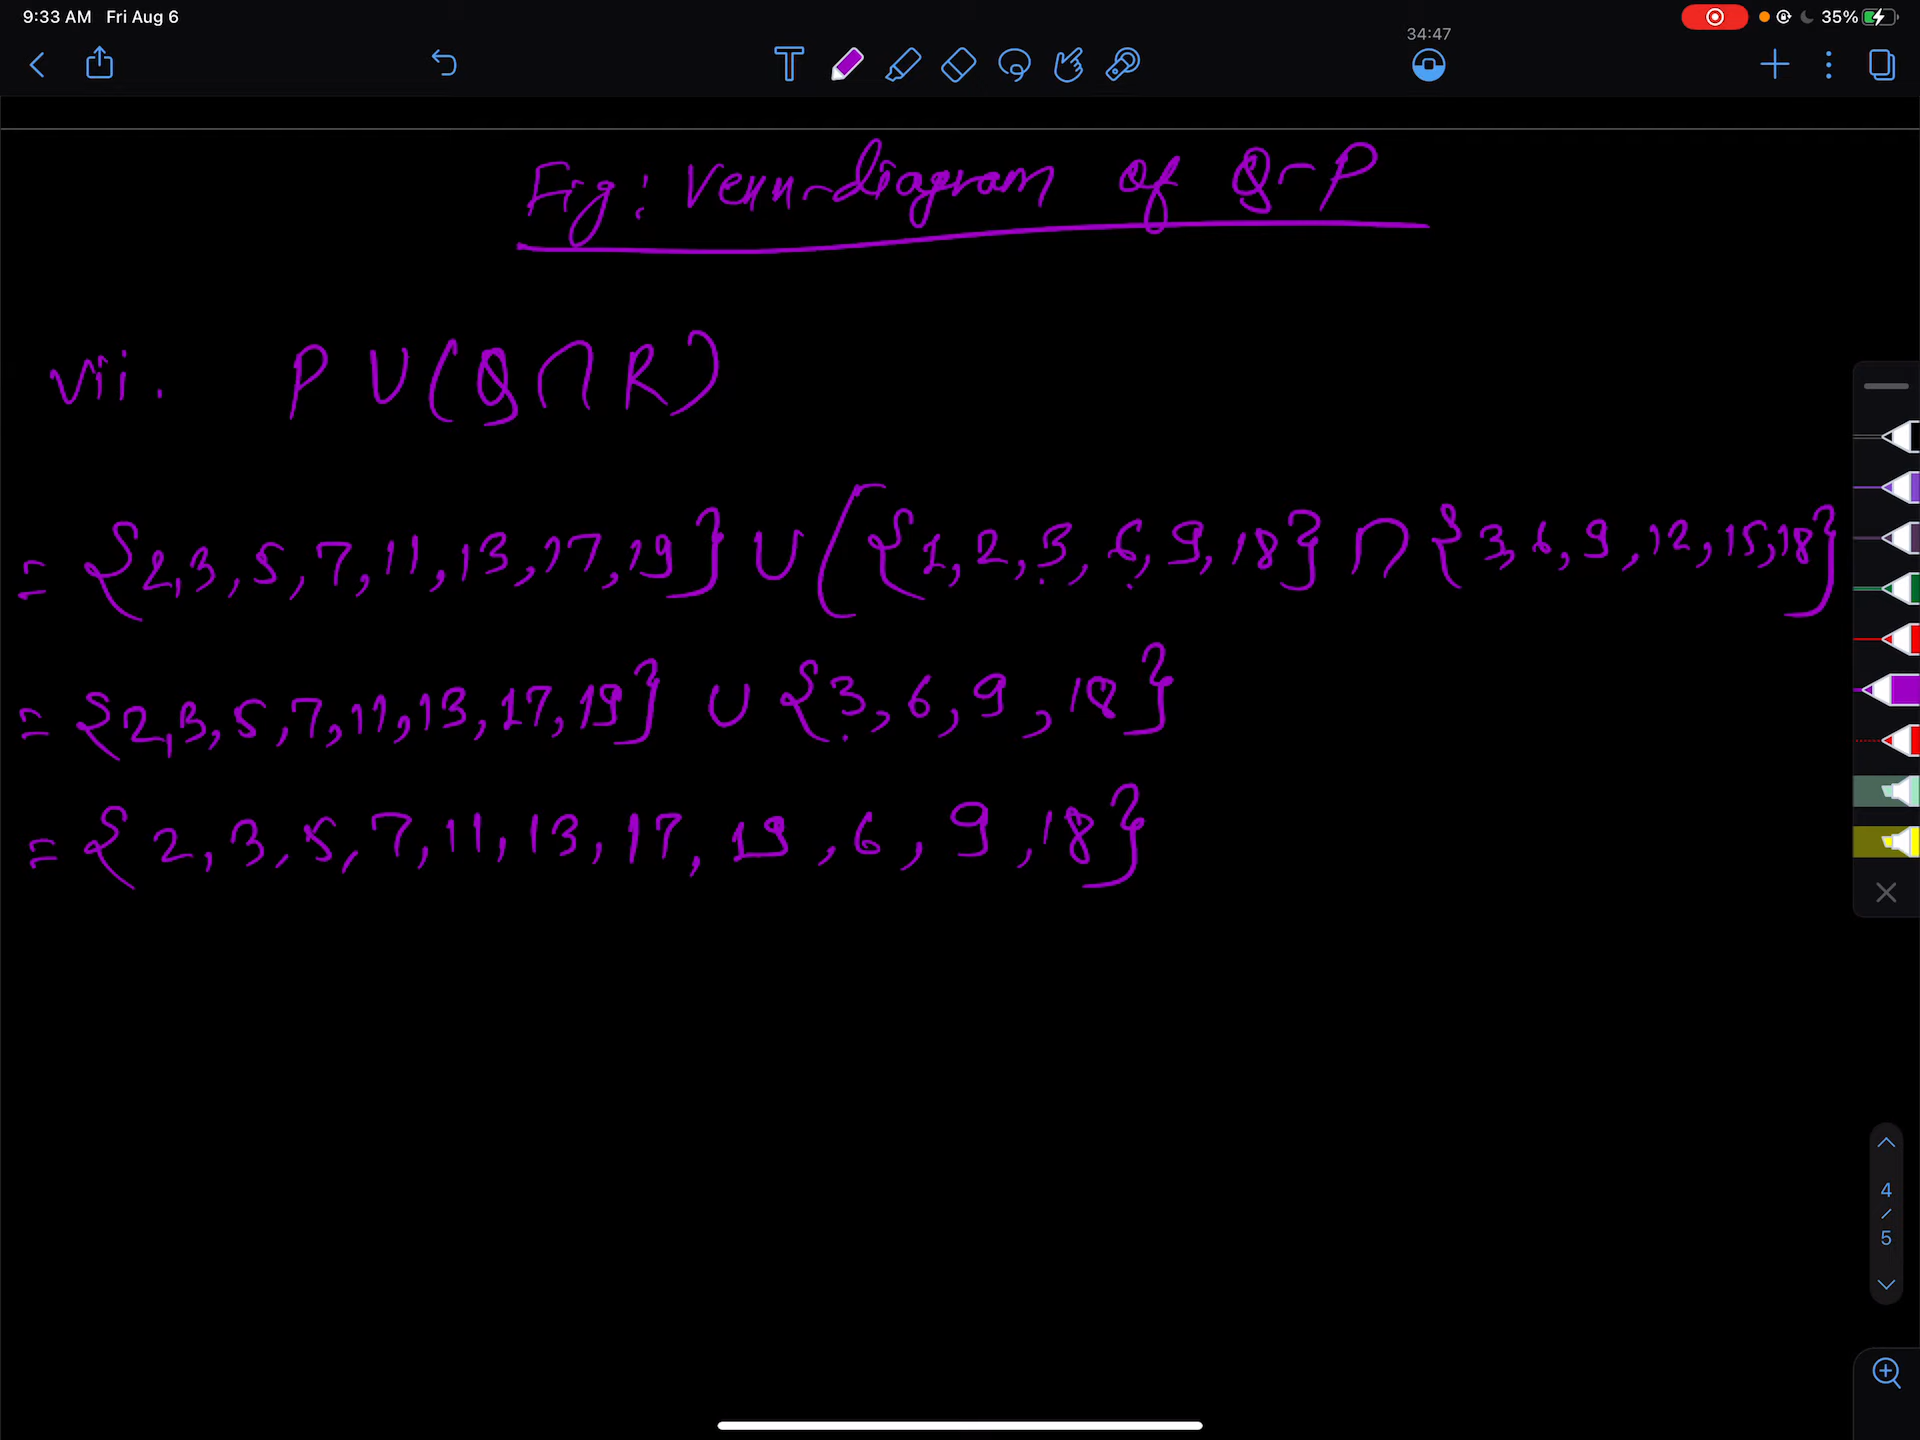 9:33 AM Fri Aug 6
35%
34:47
Fig: Venn-diagram of Q-P
vii. P ∪ (Q ∩ R)
= {2,3,5,7,11,13,17,19} ∪ ({1,2,3,6,9,18} ∩ {3,6,9,12,15,18}
= {2,3,5,7,11,13,17,19} ∪ {3,6,9,18}
= {2,3,5,7,11,13,17,19,6,9,18}
4
/
5